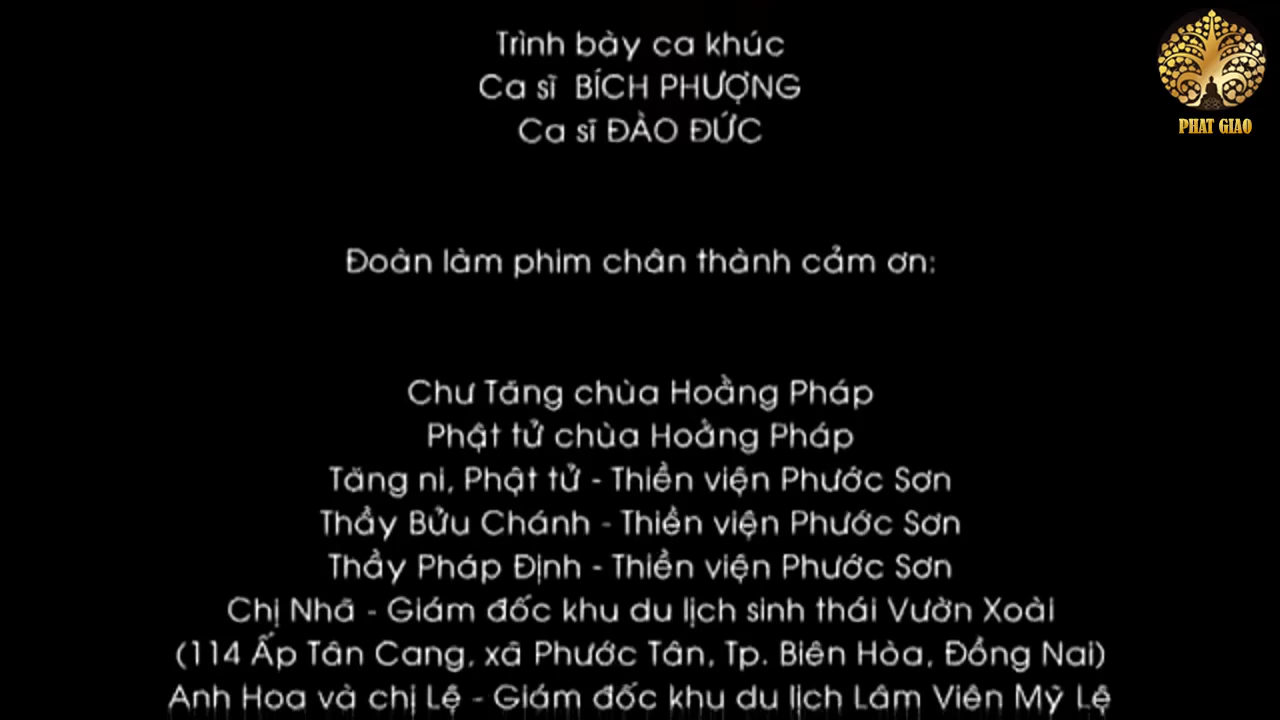 Trình bày ca khúc
Ca sĩ BÍCH PHƯỢNG
Ca sĩ ĐÀO ĐỨC
PHAT GIAO
Đoàn làm phim chân thành cảm ơn:
Chư Tăng chùa Hoằng Pháp
Phật tử chùa Hoằng Pháp
Tăng ni, Phật tử - Thiền viện Phước Sơn
Thầy Bửu Chánh - Thiền viện Phước Sơn
Thầy Pháp Định - Thiền viện Phước Sơn
Chị Nhã - Giám đốc khu du lịch sinh thái Vườn Xoài
(114 Ấp Tân Cang, xã Phước Tân, Tp. Biên Hòa, Đồng Nai)
Anh Hoa và chị Lệ - Giám đốc khu du lịch Lâm Viên Mỹ Lệ